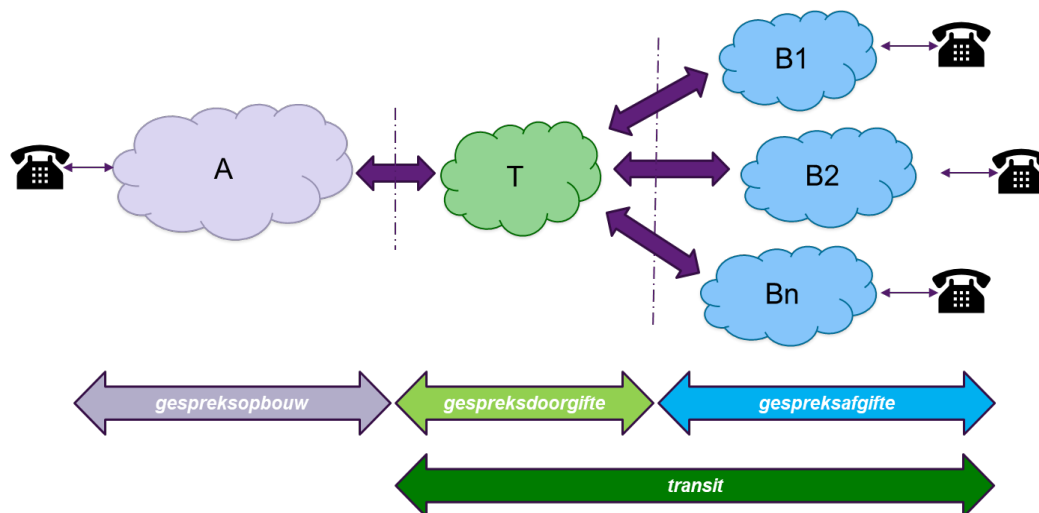 A
T
B1
B2
Bn
gespreksopbouw
gespreksdoorgifte
gespreksafgifte
transit